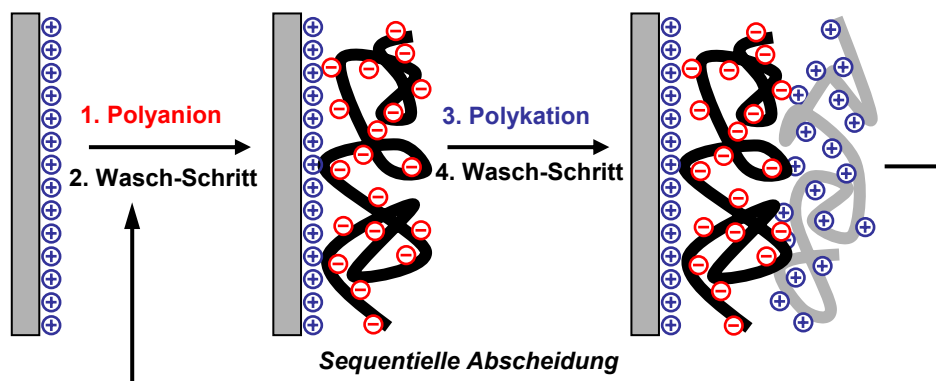 1. Polyanion
2. Wasch-Schritt
3. Polykation
4. Wasch-Schritt
Sequentielle Abscheidung